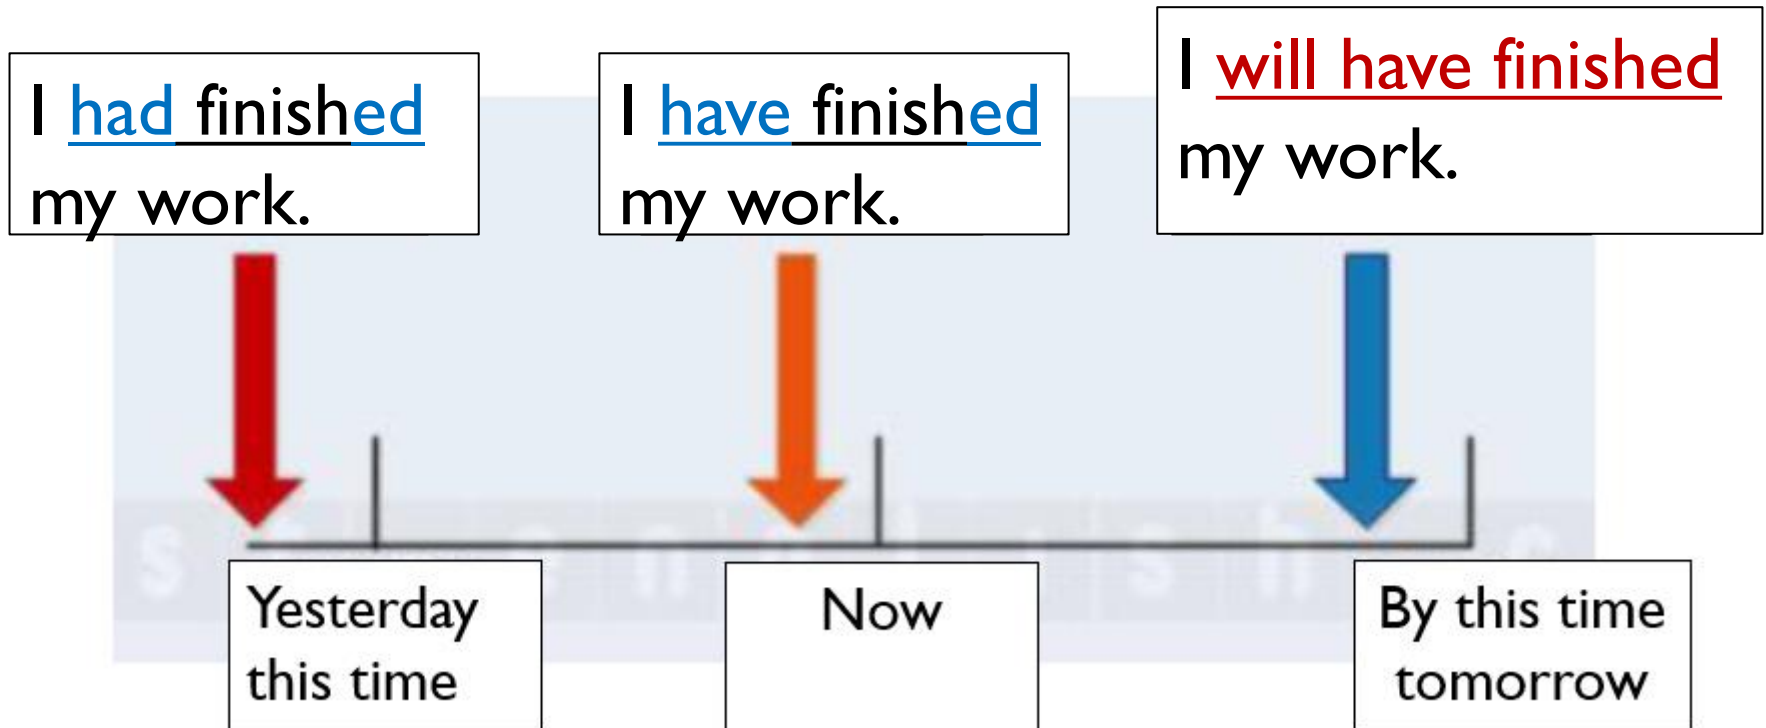 I had finished
my work.
I have finished
my work.
I will have finished
my work.
Yesterday
this time
Now
By this time
tomorrow